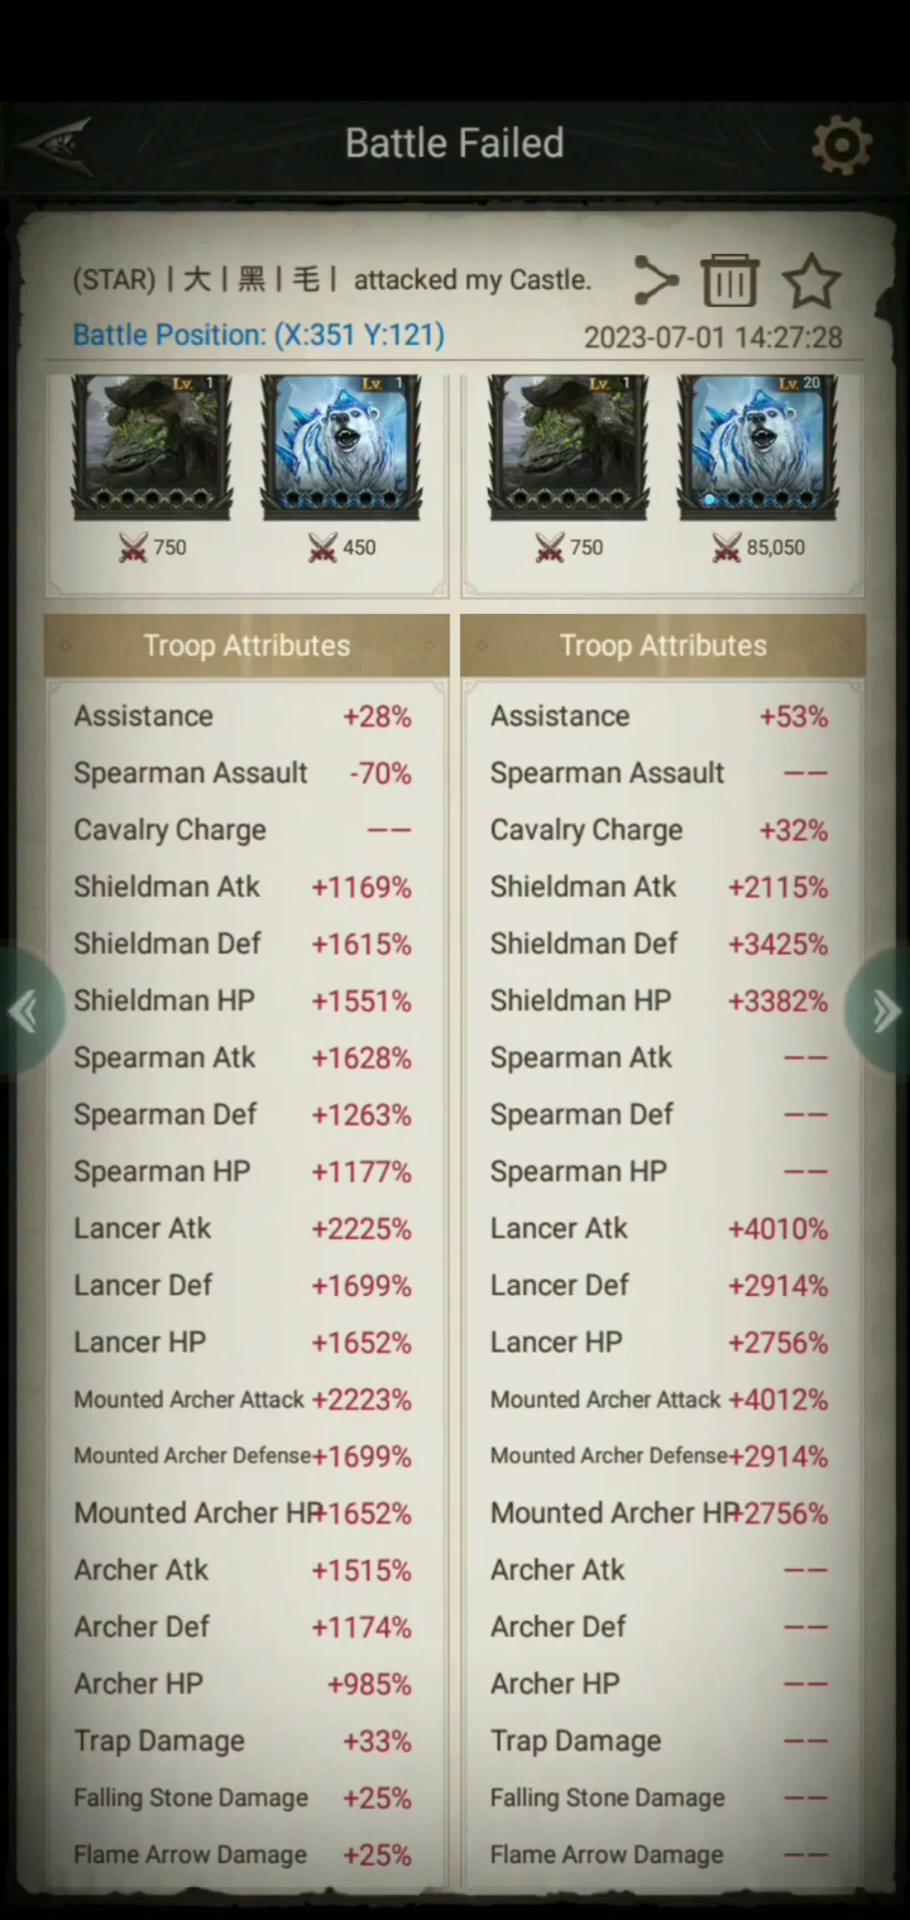 Battle Failed
(STAR)丨大丨黑丨毛丨 attacked my Castle.
Battle Position: (X:351 Y:121) 2023-07-01 14:27:28
Lv. 1 Lv. 1 Lv. 1 Lv. 20
750 450 750 85,050
Troop Attributes Troop Attributes
Assistance +28% Assistance +53%
Spearman Assault -70% Spearman Assault ——
Cavalry Charge —— Cavalry Charge +32%
Shieldman Atk +1169% Shieldman Atk +2115%
Shieldman Def +1615% Shieldman Def +3425%
Shieldman HP +1551% Shieldman HP +3382%
Spearman Atk +1628% Spearman Atk ——
Spearman Def +1263% Spearman Def ——
Spearman HP +1177% Spearman HP ——
Lancer Atk +2225% Lancer Atk +4010%
Lancer Def +1699% Lancer Def +2914%
Lancer HP +1652% Lancer HP +2756%
Mounted Archer Attack +2223% Mounted Archer Attack +4012%
Mounted Archer Defense +1699% Mounted Archer Defense +2914%
Mounted Archer HP +1652% Mounted Archer HP +2756%
Archer Atk +1515% Archer Atk ——
Archer Def +1174% Archer Def ——
Archer HP +985% Archer HP ——
Trap Damage +33% Trap Damage ——
Falling Stone Damage +25% Falling Stone Damage ——
Flame Arrow Damage +25% Flame Arrow Damage ——